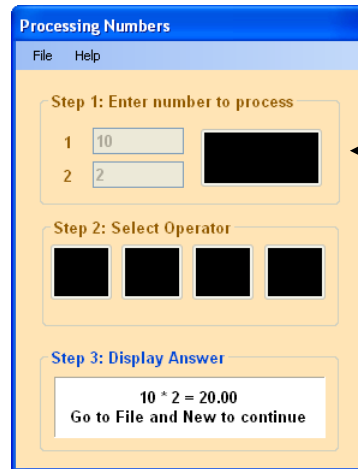 Processing Numbers
File Help
Step 1: Enter number to process
1 10
2 2
Step 2: Select Operator
Step 3: Display Answer
10 * 2 = 20.00
Go to File and New to continue